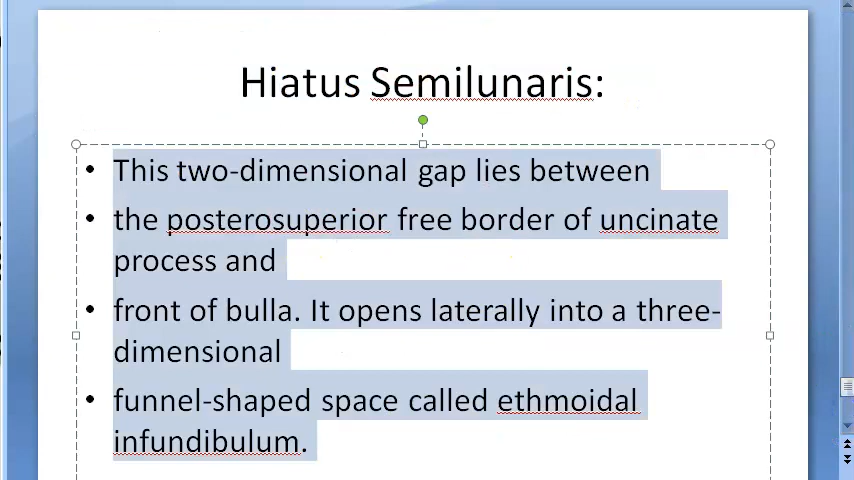 Hiatus Semilunaris:
• This two-dimensional gap lies between
• the posterosuperior free border of uncinate
process and
• front of bulla. It opens laterally into a three-
dimensional
• funnel-shaped space called ethmoidal
infundibulum.